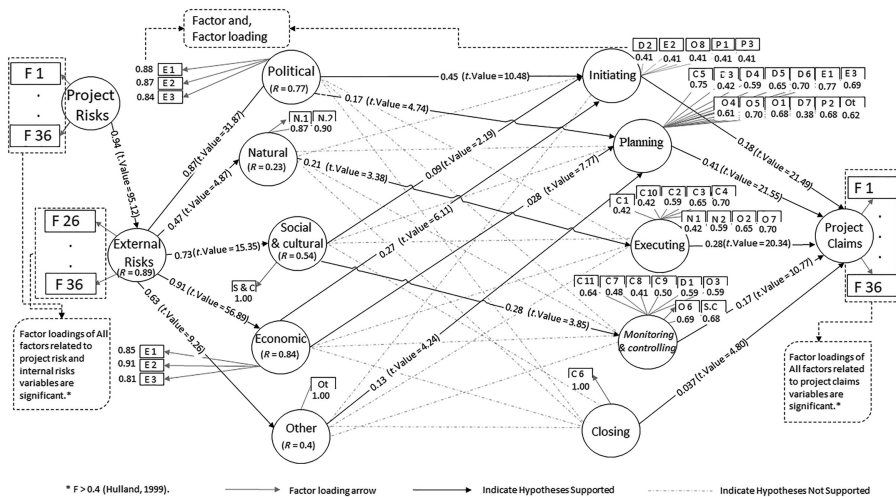 Factor and,
Factor loading
F 1
.
.
F 36
Project
Risks
0.94 (t.Value=95.12)
F 26
.
.
F 36
External
Risks
(R = 0.89)
Factor loadings of All
factors related to
project risk and
internal risks
variables are
significant.*
0.88 E 1
0.87 E 2
0.84 E 3
Political
(R = 0.77)
N.1 N.2
0.87 0.90
Natural
(R = 0.23)
Social
& cultural
(R = 0.54)
S & C
1.00
0.85 E 1
0.91 E 2
0.81 E 3
Economic
(R = 0.84)
Ot
1.00
Other
(R = 0.4)
0.87(t.Value=31.87)
0.47 (t.Value=4.87)
0.73(t.Value=15.35)
0.91 (t.Value=56.89)
0.63 (t.Value=9.26)
0.45 (t.Value=10.48)
0.17 (t.Value=4.74)
0.21 (t.Value=3.38)
0.09(t.Value=2.19)
0.28 (t.Value=3.85)
0.27 (t.Value=6.11)
.028 (t.Value=7.77)
0.13 (t.Value=4.24)
D 2 E 2 O 8 P 1 P 3
0.41 0.41 0.41 0.41 0.41
Initiating
C 5 D 4 D 5 D 6 E 1 E 3
0.75 0.42 0.59 0.65 0.70 0.77 0.69
O 4 O 5 O 1 D 7 P 2 Ot
0.61 0.70 0.68 0.38 0.68 0.62
Planning
C 1 C 10 C 2 C 3 C 4
0.42 0.42 0.59 0.65 0.70
N 1 N 2 O 2 O 7
0.42 0.59 0.65 0.70
Executing
C 11 C 7 C 8 C 9 D 1 O 3
0.64 0.48 0.41 0.50 0.59 0.59
O 6 S.C
0.69 0.68
Monitoring
& controlling
C 6
1.00
Closing
0.18 (t.Value=21.49)
0.41 (t.Value=21.55)
0.28(t.Value=20.34)
0.17 (t.Value=10.77)
0.037 (t.Value=4.80)
Project
Claims
F 1
.
.
F 36
Factor loadings of
All factors related
to project claims
variables are
significant.*
* F > 0.4 (Hulland, 1999).
Factor loading arrow
Indicate Hypotheses Supported
Indicate Hypotheses Not Supported